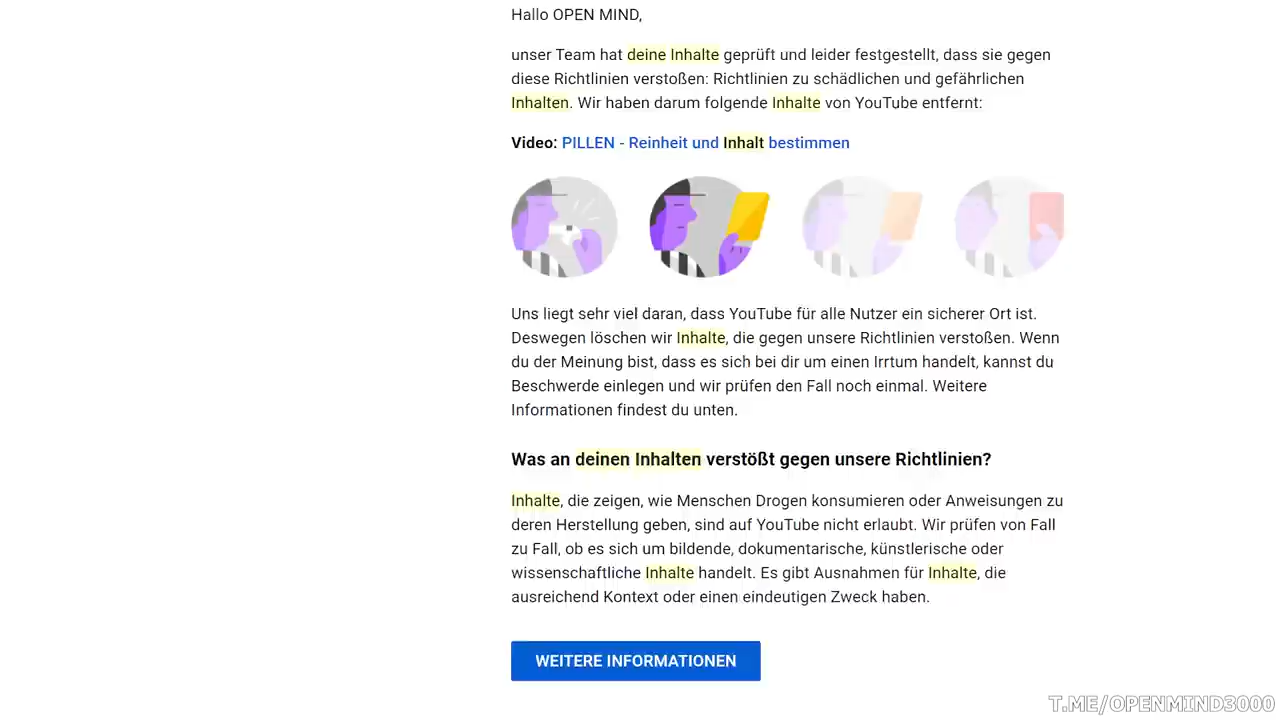 Hallo OPEN MIND,
unser Team hat deine Inhalte geprüft und leider festgestellt, dass sie gegen
diese Richtlinien verstoßen: Richtlinien zu schädlichen und gefährlichen
Inhalten. Wir haben darum folgende Inhalte von YouTube entfernt:
Video: PILLEN - Reinheit und Inhalt bestimmen
Uns liegt sehr viel daran, dass YouTube für alle Nutzer ein sicherer Ort ist.
Deswegen löschen wir Inhalte, die gegen unsere Richtlinien verstoßen. Wenn
du der Meinung bist, dass es sich bei dir um einen Irrtum handelt, kannst du
Beschwerde einlegen und wir prüfen den Fall noch einmal. Weitere
Informationen findest du unten.
Was an deinen Inhalten verstößt gegen unsere Richtlinien?
Inhalte, die zeigen, wie Menschen Drogen konsumieren oder Anweisungen zu
deren Herstellung geben, sind auf YouTube nicht erlaubt. Wir prüfen von Fall
zu Fall, ob es sich um bildende, dokumentarische, künstlerische oder
wissenschaftliche Inhalte handelt. Es gibt Ausnahmen für Inhalte, die
ausreichend Kontext oder einen eindeutigen Zweck haben.
WEITERE INFORMATIONEN
T.ME/OPENMIND3000